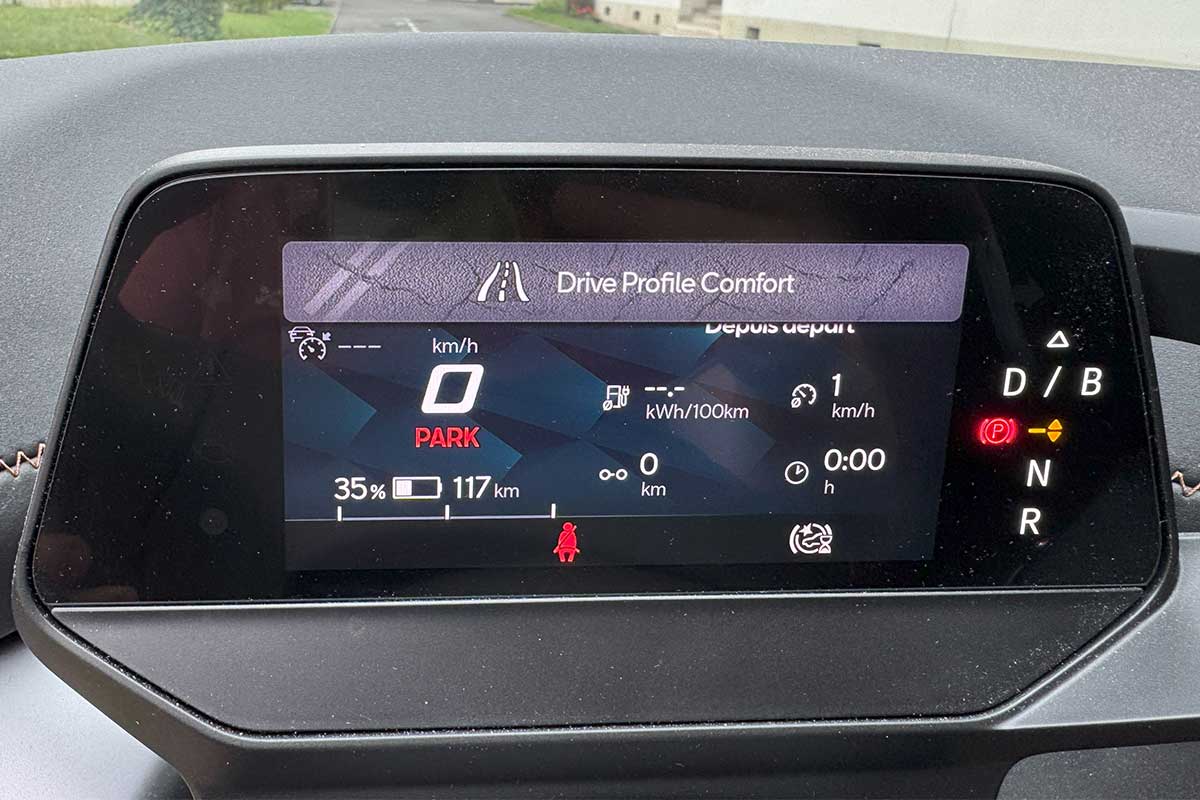 Drive Profile Comfort
Depuis départ
--- km/h
0
PARK
--.-
kWh/100km
1
km/h
0
km
0:00
h
35% 117 km
D / B
P
N
R